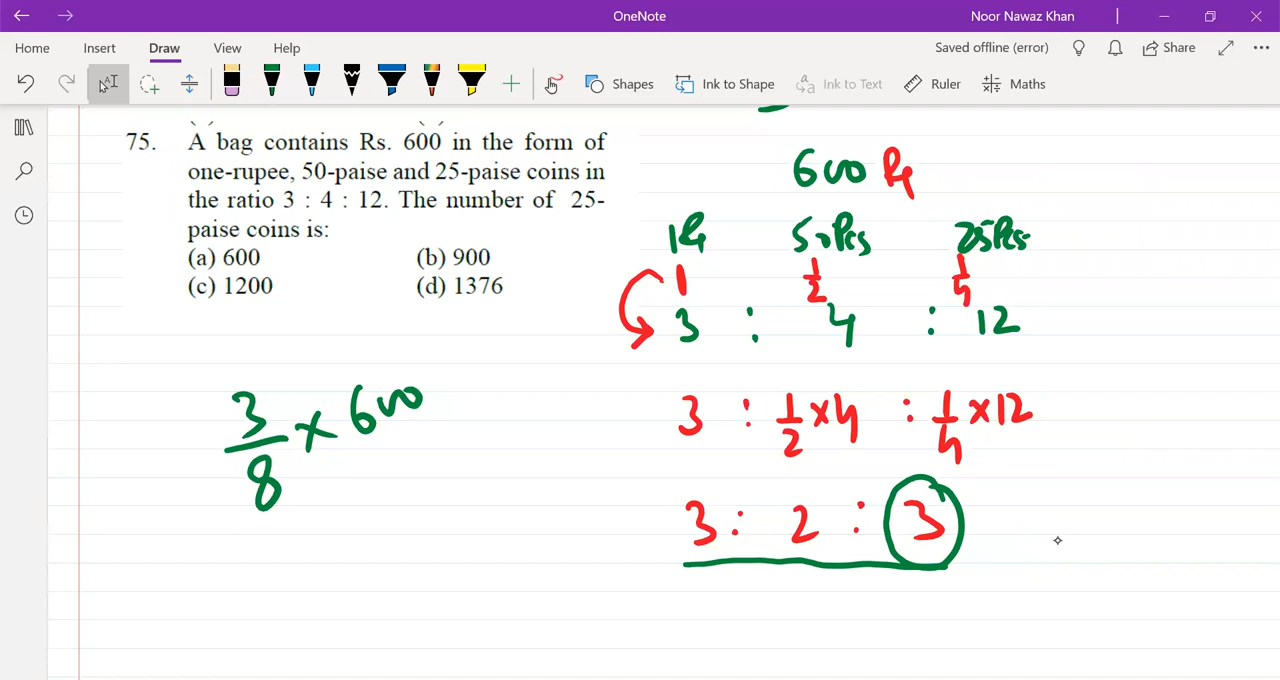 OneNote
Noor Nawaz Khan
Home Insert Draw View Help
Saved offline (error) Share
Shapes Ink to Shape Ink to Text Ruler Maths
75. A bag contains Rs. 600 in the form of
one-rupee, 50-paise and 25-paise coins in
the ratio 3 : 4 : 12. The number of 25-
paise coins is:
(a) 600 (b) 900
(c) 1200 (d) 1376
3/8 × 600
600 Rs
1Rs 50Pcs 25Pcs
1 1/2 1/4
3 : 4 : 12
3 : 1/2 × 4 : 1/4 × 12
3 : 2 : 3